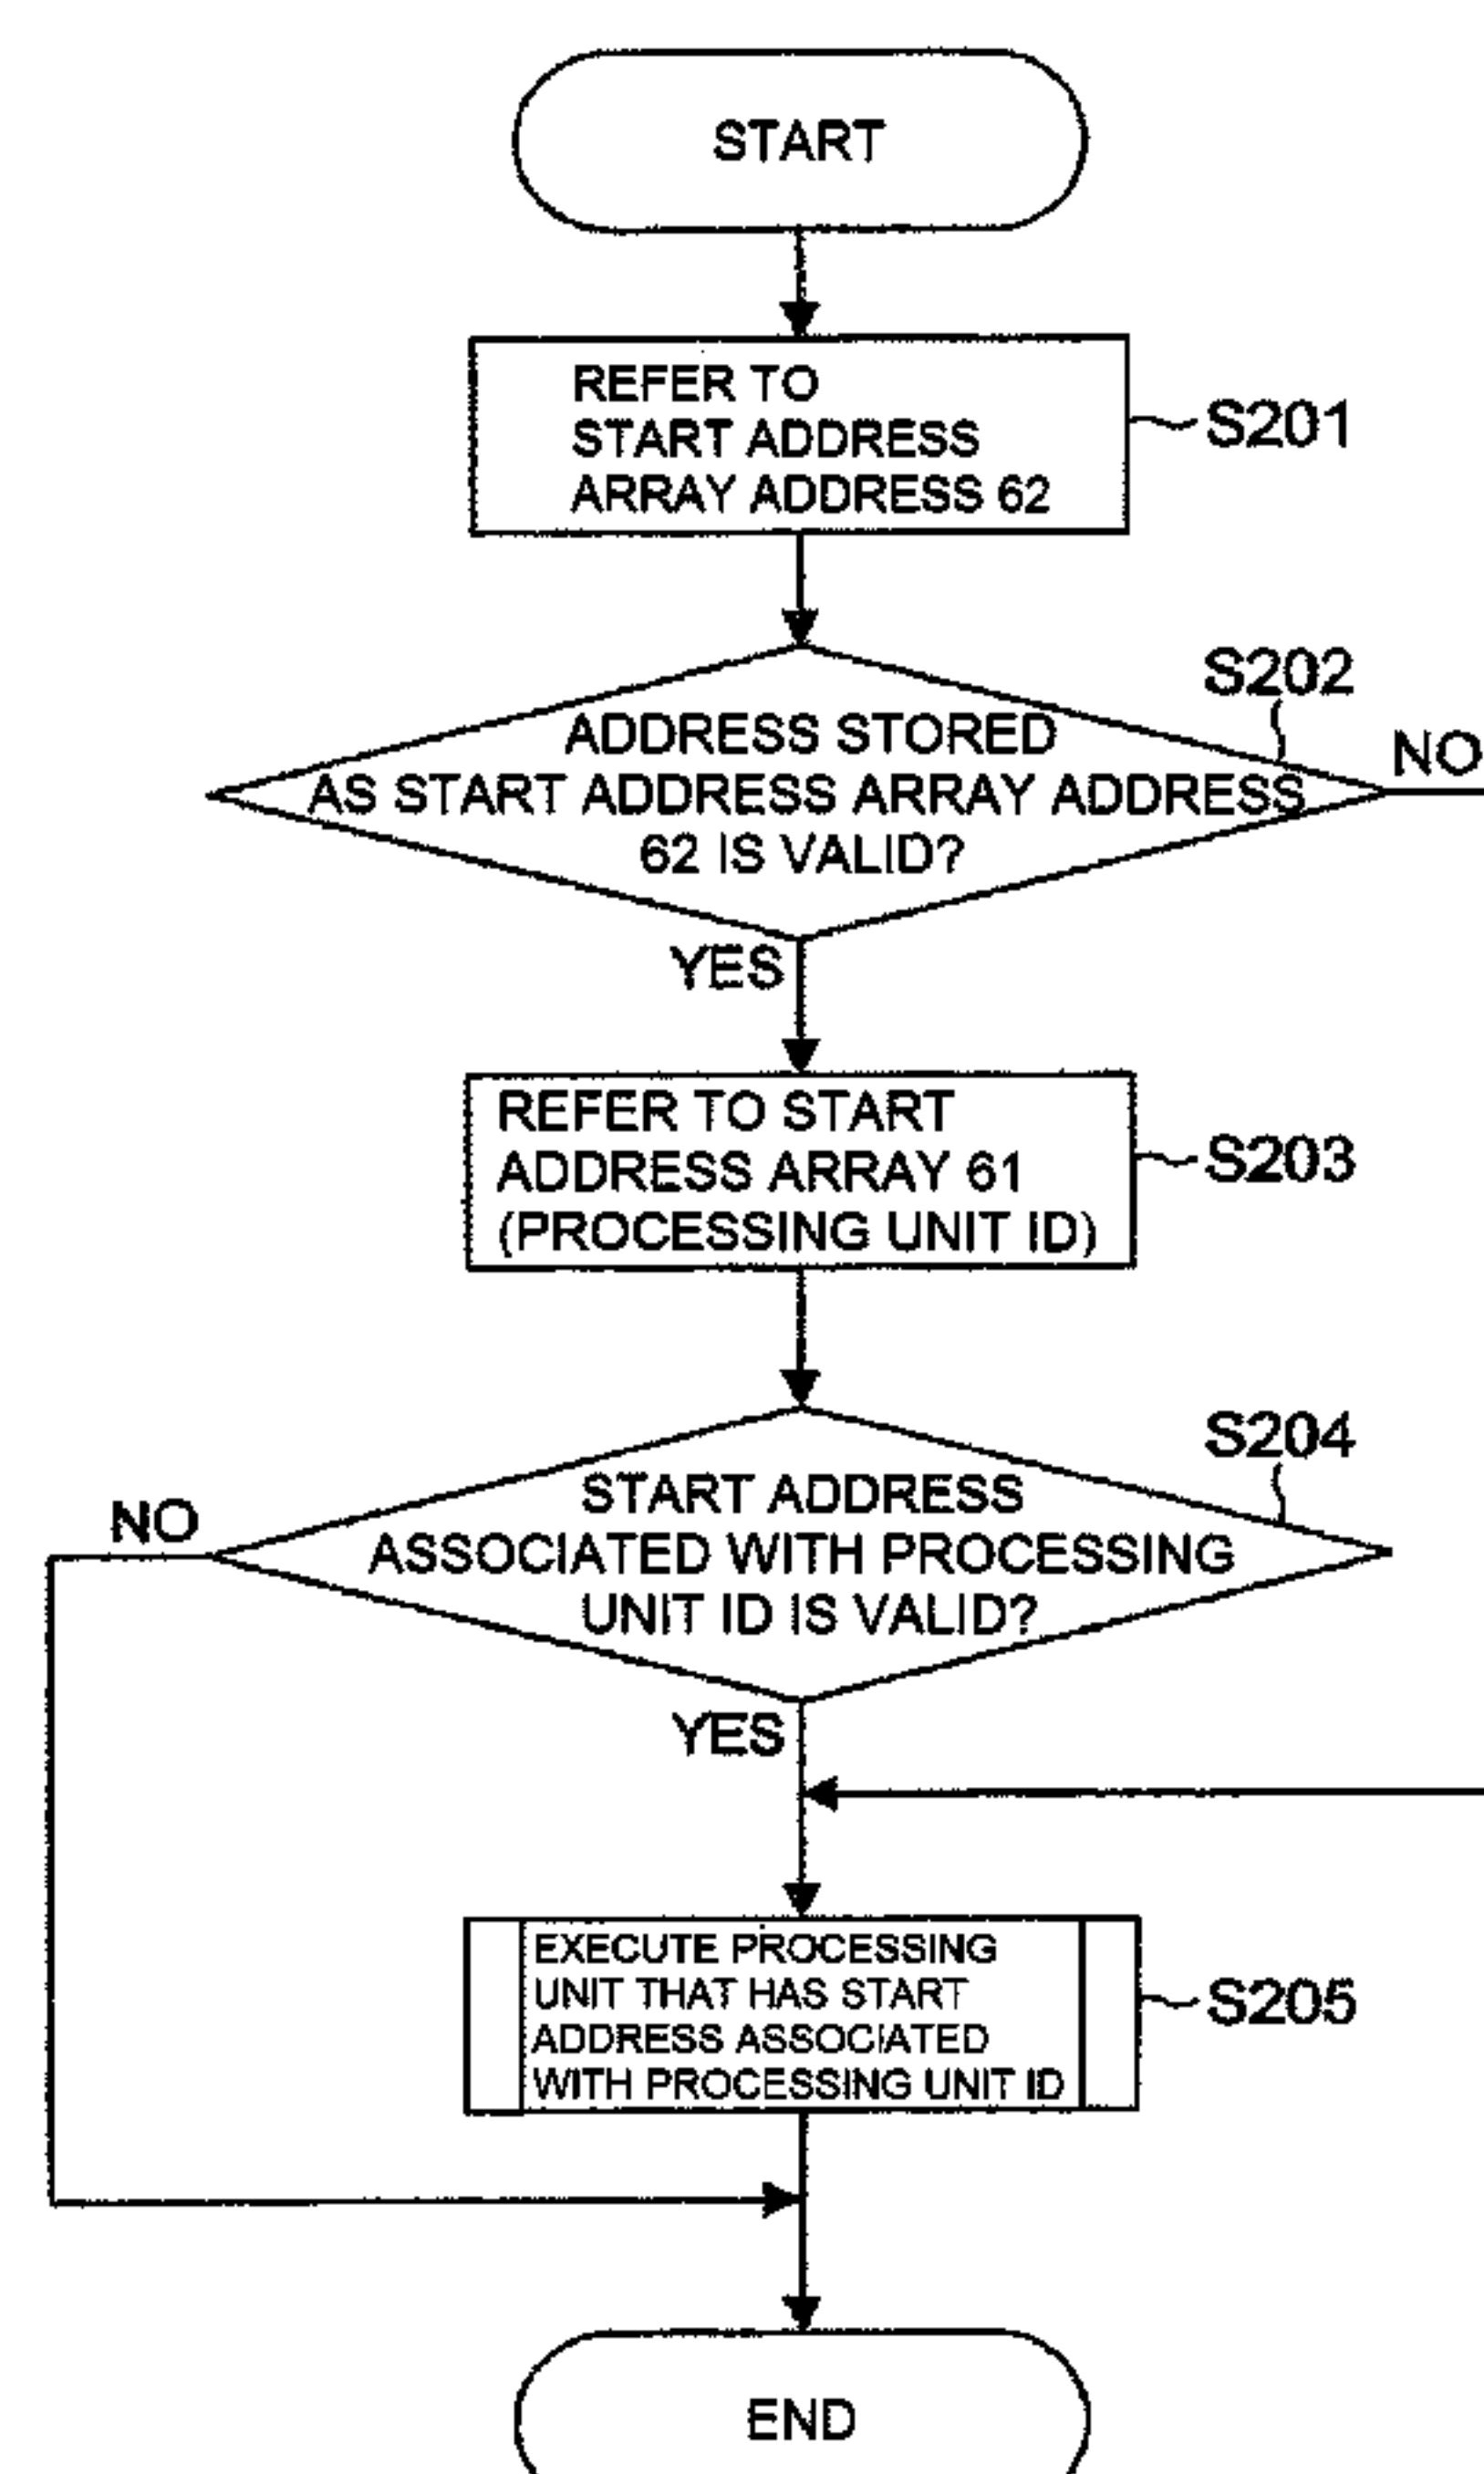 START
REFER TO
START ADDRESS
ARRAY ADDRESS 62
S201
S202
ADDRESS STORED
AS START ADDRESS ARRAY ADDRESS
62 IS VALID?
NO
YES
REFER TO START
ADDRESS ARRAY 61
(PROCESSING UNIT ID)
S203
S204
START ADDRESS
ASSOCIATED WITH PROCESSING
UNIT ID IS VALID?
NO
YES
EXECUTE PROCESSING
UNIT THAT HAS START
ADDRESS ASSOCIATED
WITH PROCESSING UNIT ID
S205
END